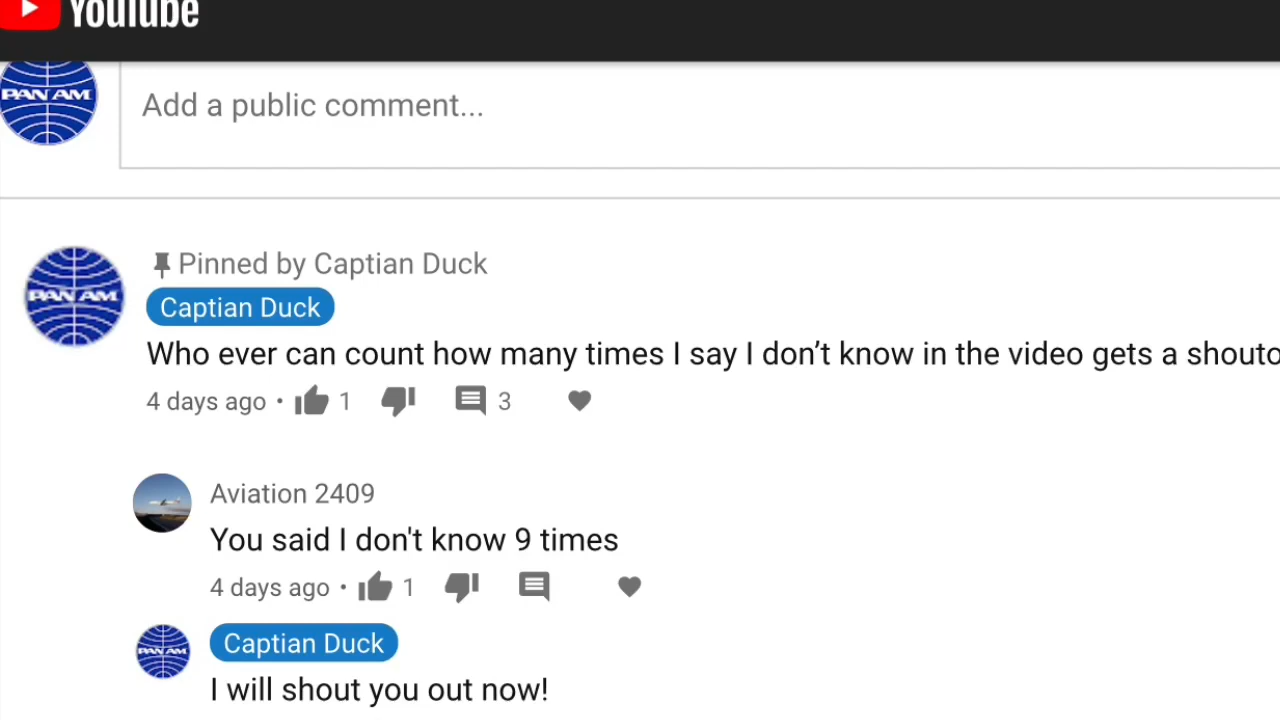 YouTube
PAN AM
Add a public comment...
Pinned by Captian Duck
PAN AM
Captian Duck
Who ever can count how many times I say I don’t know in the video gets a shouto
4 days ago • 1 3
Aviation 2409
You said I don't know 9 times
4 days ago • 1
PAN AM
Captian Duck
I will shout you out now!